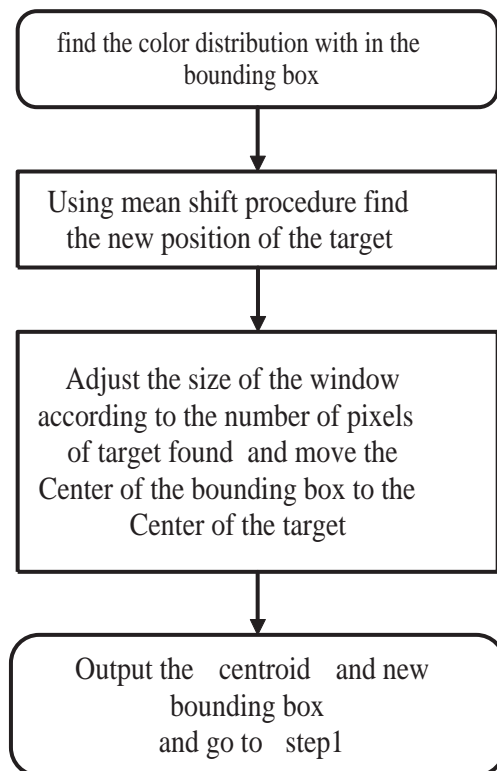 find the color distribution with in the
bounding box
Using mean shift procedure find
the new position of the target
Adjust the size of the window
according to the number of pixels
of target found and move the
Center of the bounding box to the
Center of the target
Output the centroid and new
bounding box
and go to step1